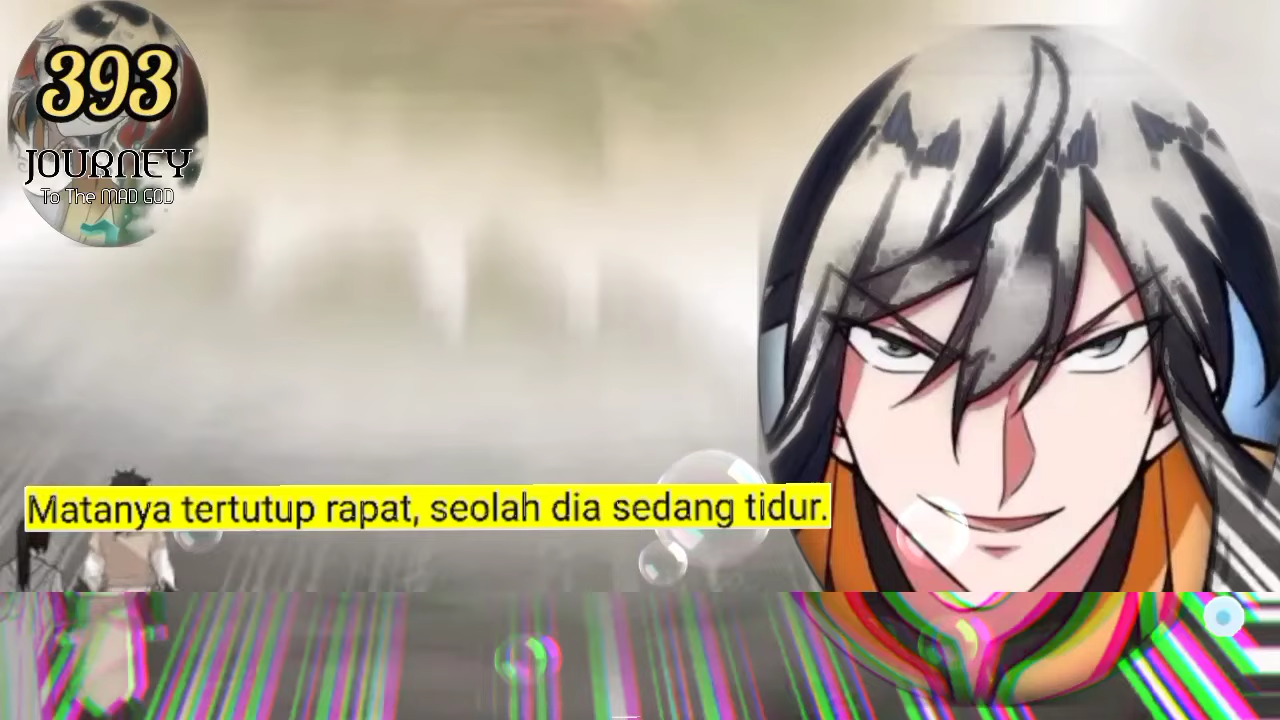 393
JOURNEY
To The MAD GOD
Matanya tertutup rapat, seolah dia sedang tidur.